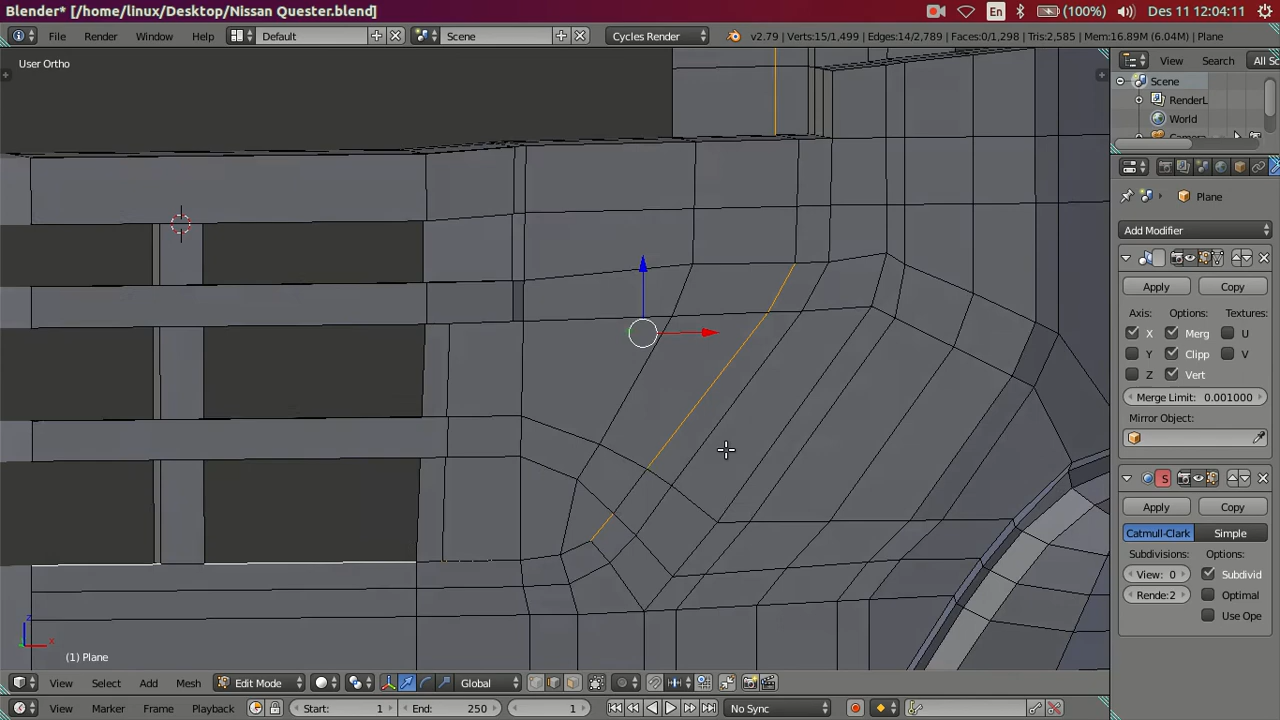 Blender* [/home/linux/Desktop/Nissan Quester.blend]
En
(100%)
Des 11 12:04:11
File
Render
Window
Help
Default
Scene
Cycles Render
v2.79 | Verts:15/1,499 | Edges:14/2,789 | Faces:0/1,298 | Tris:2,585 | Mem:16.89M (6.04M) | Plane
User Ortho
View
Search
All Sc
Scene
RenderL
World
Camera
Plane
Add Modifier
Apply
Copy
Axis:
Options:
Textures:
X
Merg
U
Y
Clipp
V
Z
Vert
Merge Limit: 0.001000
Mirror Object:
S
Apply
Copy
Catmull-Clark
Simple
Subdivisions:
Options:
View: 0
Subdivid
Rende:2
Optimal
Use Ope
z
x
(1) Plane
View
Select
Add
Mesh
Edit Mode
Global
View
Marker
Frame
Playback
Start:
1
End:
250
1
No Sync